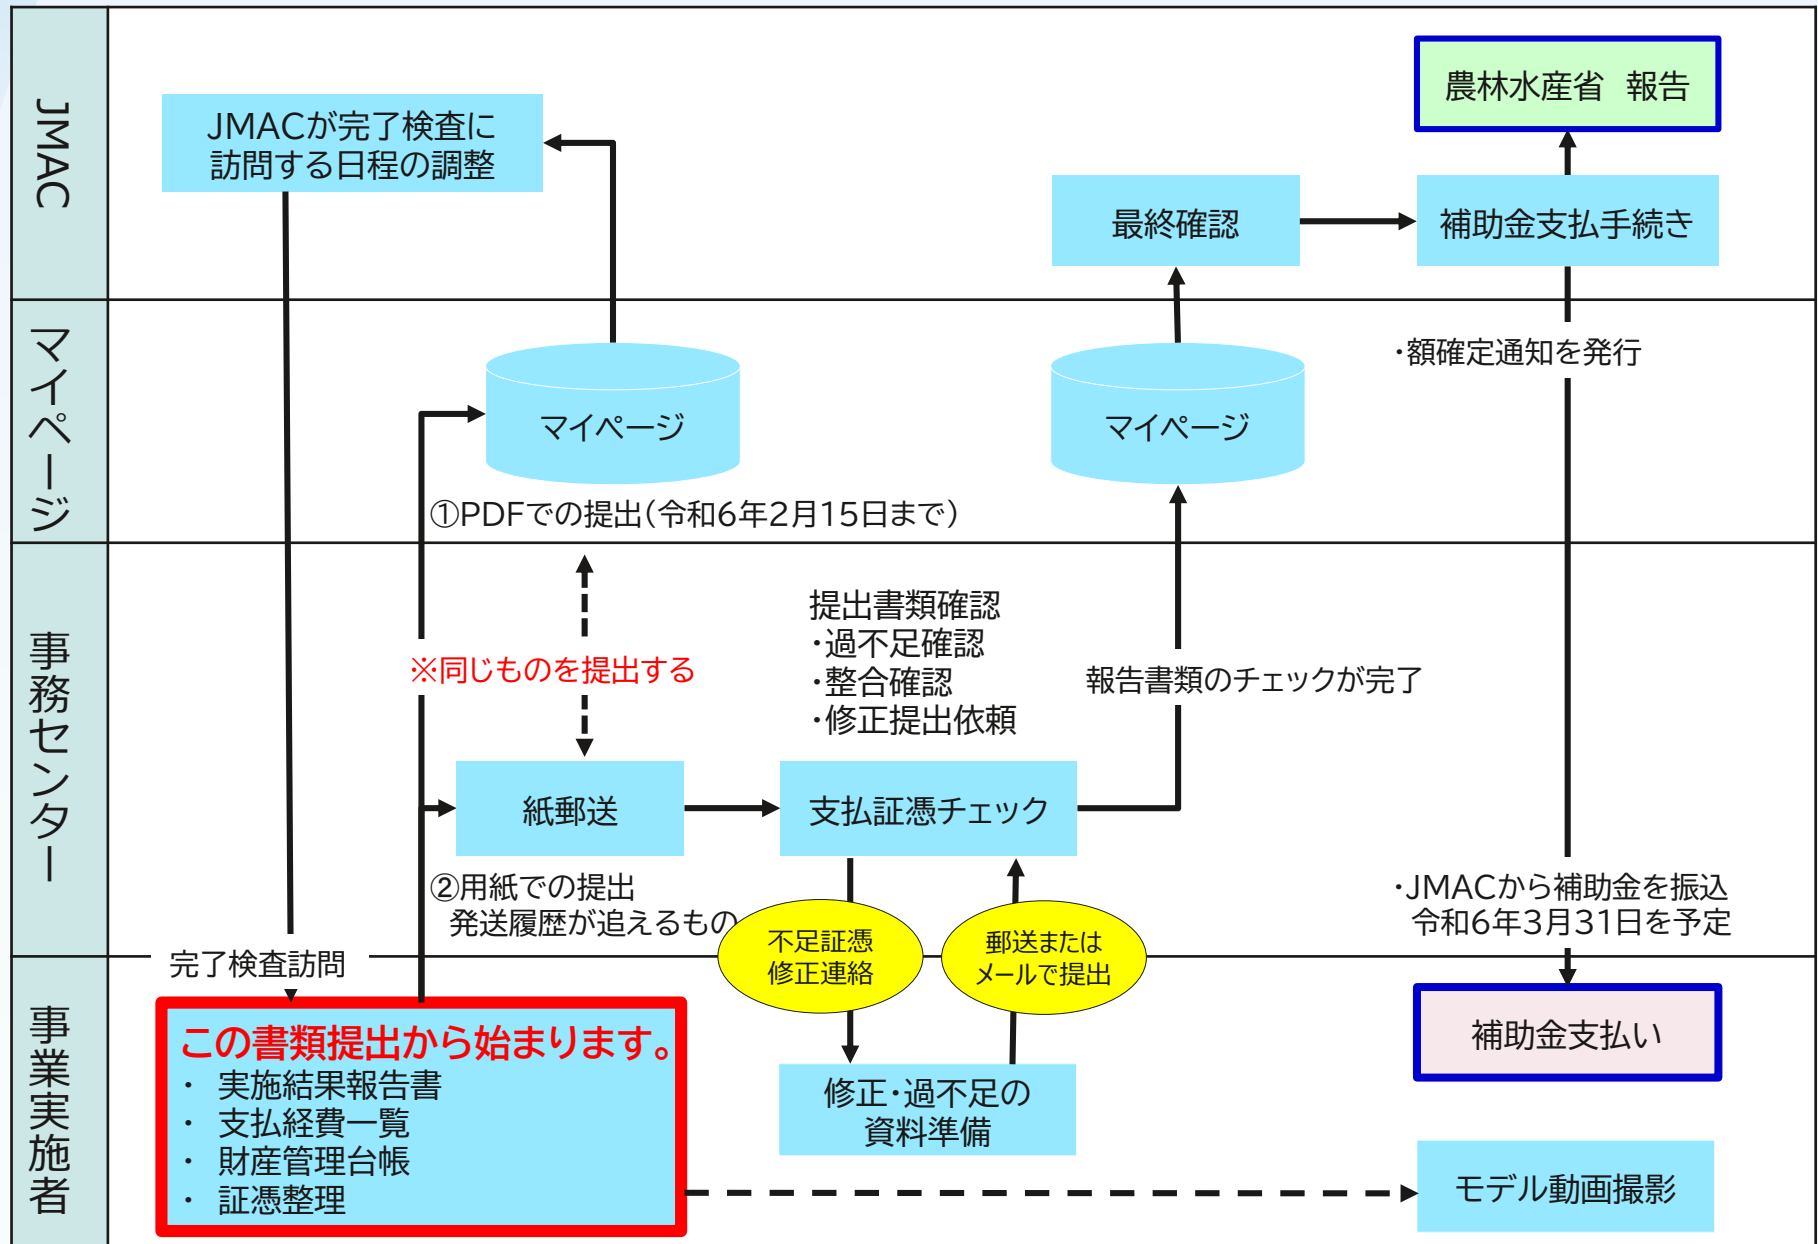 JMAC
JMACが完了検査に
訪問する日程の調整
農林水産省 報告
最終確認
補助金支払手続き
マイページ
マイページ
マイページ
・額確定通知を発行
①PDFでの提出（令和6年2月15日まで）
事務センター
※同じものを提出する
提出書類確認
・過不足確認
・整合確認
・修正提出依頼
報告書類のチェックが完了
紙郵送
支払証憑チェック
②用紙での提出
発送履歴が追えるもの
不足証憑
修正連絡
郵送または
メールで提出
・JMACから補助金を振込
令和6年3月31日を予定
完了検査訪問
事業実施者
この書類提出から始まります。
・ 実施結果報告書
・ 支払経費一覧
・ 財産管理台帳
・ 証憑整理
修正・過不足の
資料準備
補助金支払い
モデル動画撮影